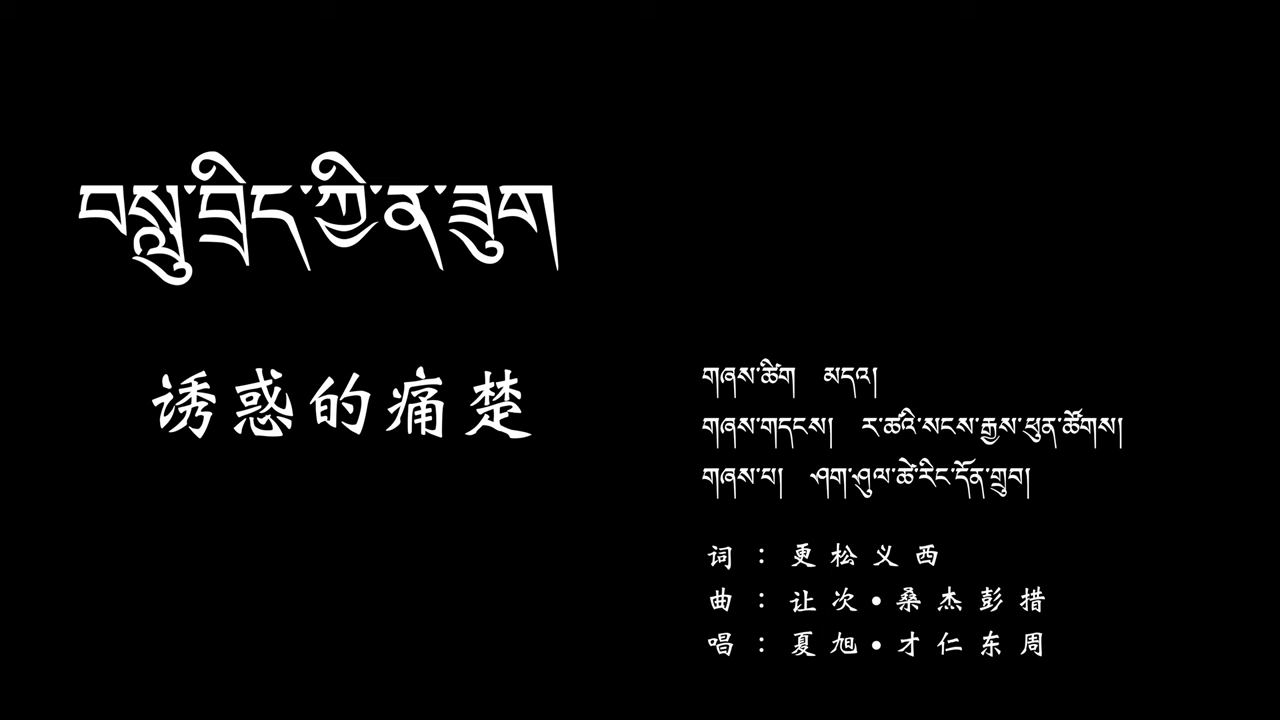 བསླུ་བྲིད་ཀྱི་ན་ཟུག
诱惑的痛楚
གཞས་ཚིག མདའ།
གཞས་གདངས། ར་ཚའི་སངས་རྒྱས་ཕུན་ཚོགས།
གཞས་པ། ཤག་ཤུལ་ཚེ་རིང་དོན་གྲུབ།
词：更松义西
曲：让次•桑杰彭措
唱：夏旭•才仁东周